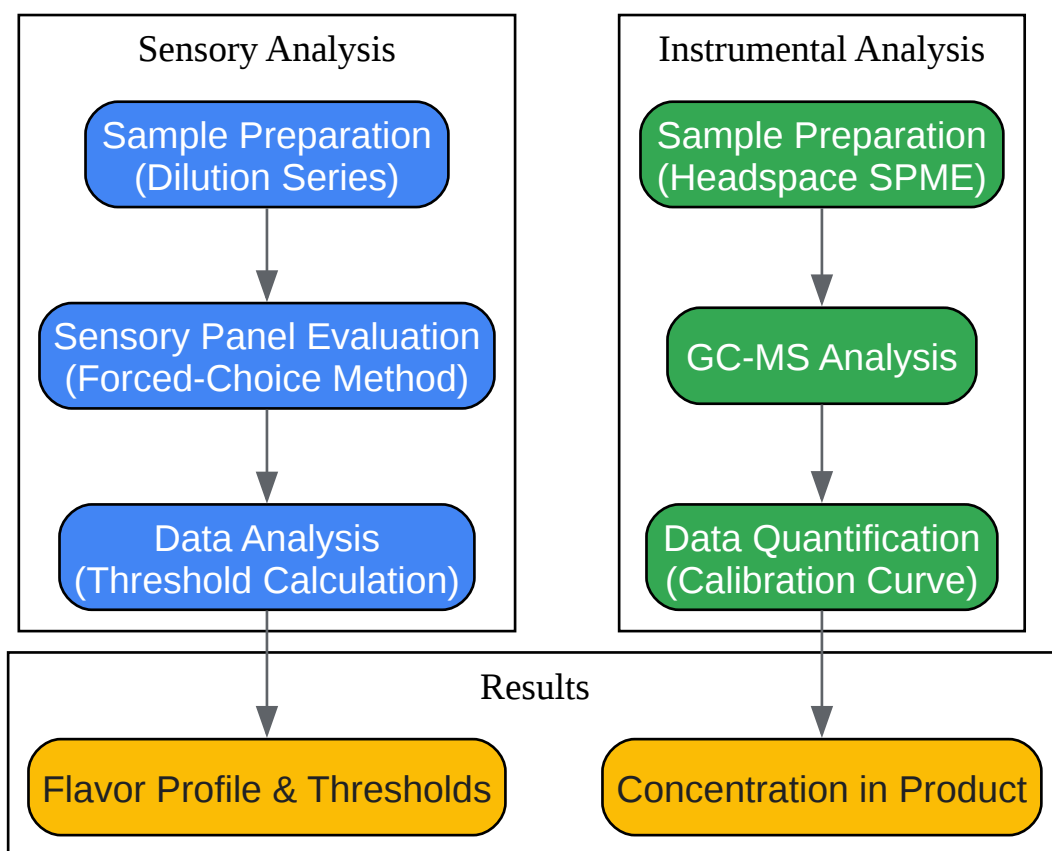 Sensory Analysis
Sample Preparation
(Dilution Series)
Sensory Panel Evaluation
(Forced-Choice Method)
Data Analysis
(Threshold Calculation)
Instrumental Analysis
Sample Preparation
(Headspace SPME)
GC-MS Analysis
Data Quantification
(Calibration Curve)
Results
Flavor Profile & Thresholds
Concentration in Product